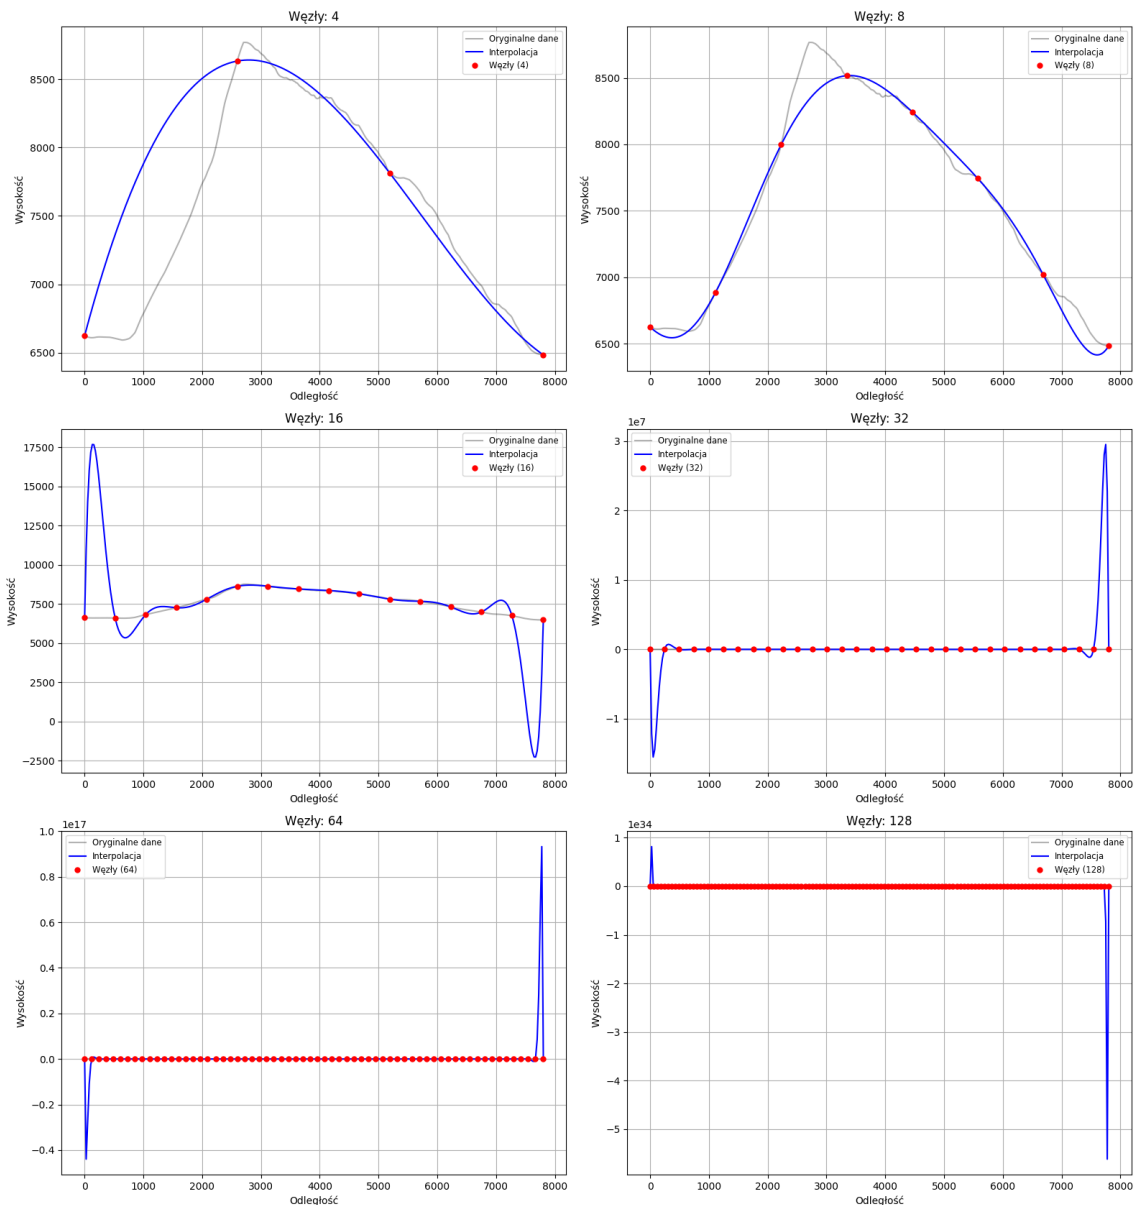 Węzły: 4
Oryginalne dane
Interpolacja
Węzły (4)
8500
8000
7500
7000
6500
Wysokość
0 1000 2000 3000 4000 5000 6000 7000 8000
Odległość
Węzły: 8
Oryginalne dane
Interpolacja
Węzły (8)
8500
8000
7500
7000
6500
Wysokość
0 1000 2000 3000 4000 5000 6000 7000 8000
Odległość
Węzły: 16
Oryginalne dane
Interpolacja
Węzły (16)
17500
15000
12500
10000
7500
5000
2500
0
−2500
Wysokość
0 1000 2000 3000 4000 5000 6000 7000 8000
Odległość
Węzły: 32
1e7
Oryginalne dane
Interpolacja
Węzły (32)
3
2
1
0
−1
Wysokość
0 1000 2000 3000 4000 5000 6000 7000 8000
Odległość
Węzły: 64
1e17
Oryginalne dane
Interpolacja
Węzły (64)
1.0
0.8
0.6
0.4
0.2
0.0
−0.2
−0.4
Wysokość
0 1000 2000 3000 4000 5000 6000 7000 8000
Odległość
Węzły: 128
1e34
Oryginalne dane
Interpolacja
Węzły (128)
1
0
−1
−2
−3
−4
−5
Wysokość
0 1000 2000 3000 4000 5000 6000 7000 8000
Odległość